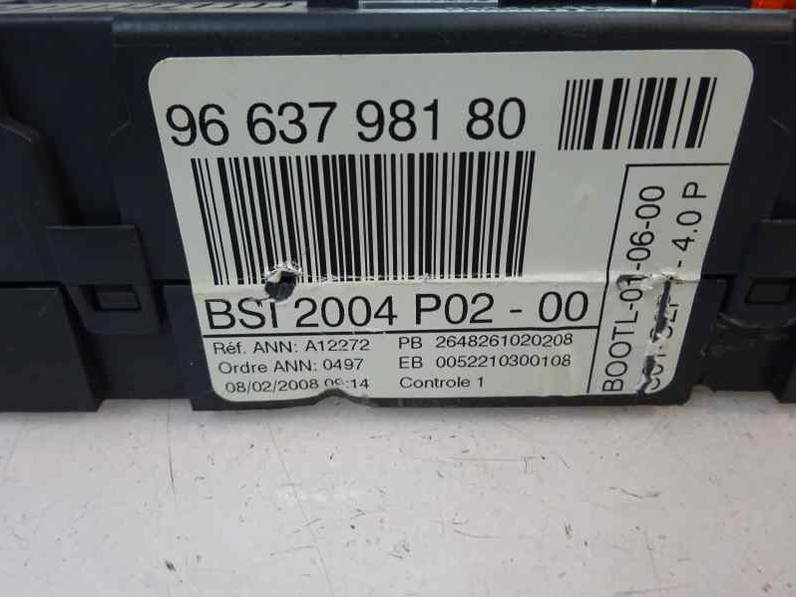 96 637 981 80
BSI 2004 P02 - 00
Réf. ANN: A12272 PB 2648261020208
Ordre ANN: 0497 EB 0052210300108
08/02/2008 09:14 Controle 1
BOOTL-01-06-00
- 4.0 P